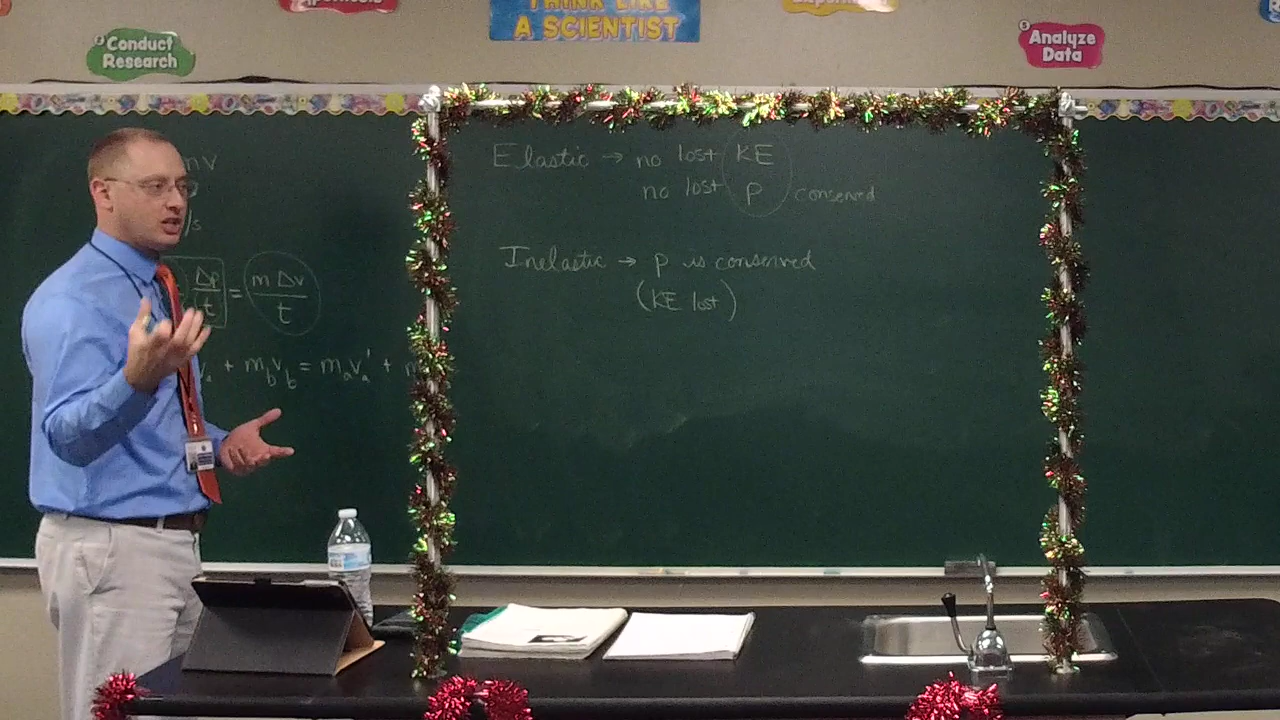 THINK LIKE
A SCIENTIST
Conduct
Research
Analyze
Data
mv
/s
Δp/t = m Δv/t
+ m_b v_b = m_a v_a' +
Elastic → no lost KE
no lost p conserved
Inelastic → p is conserved
(KE lost)